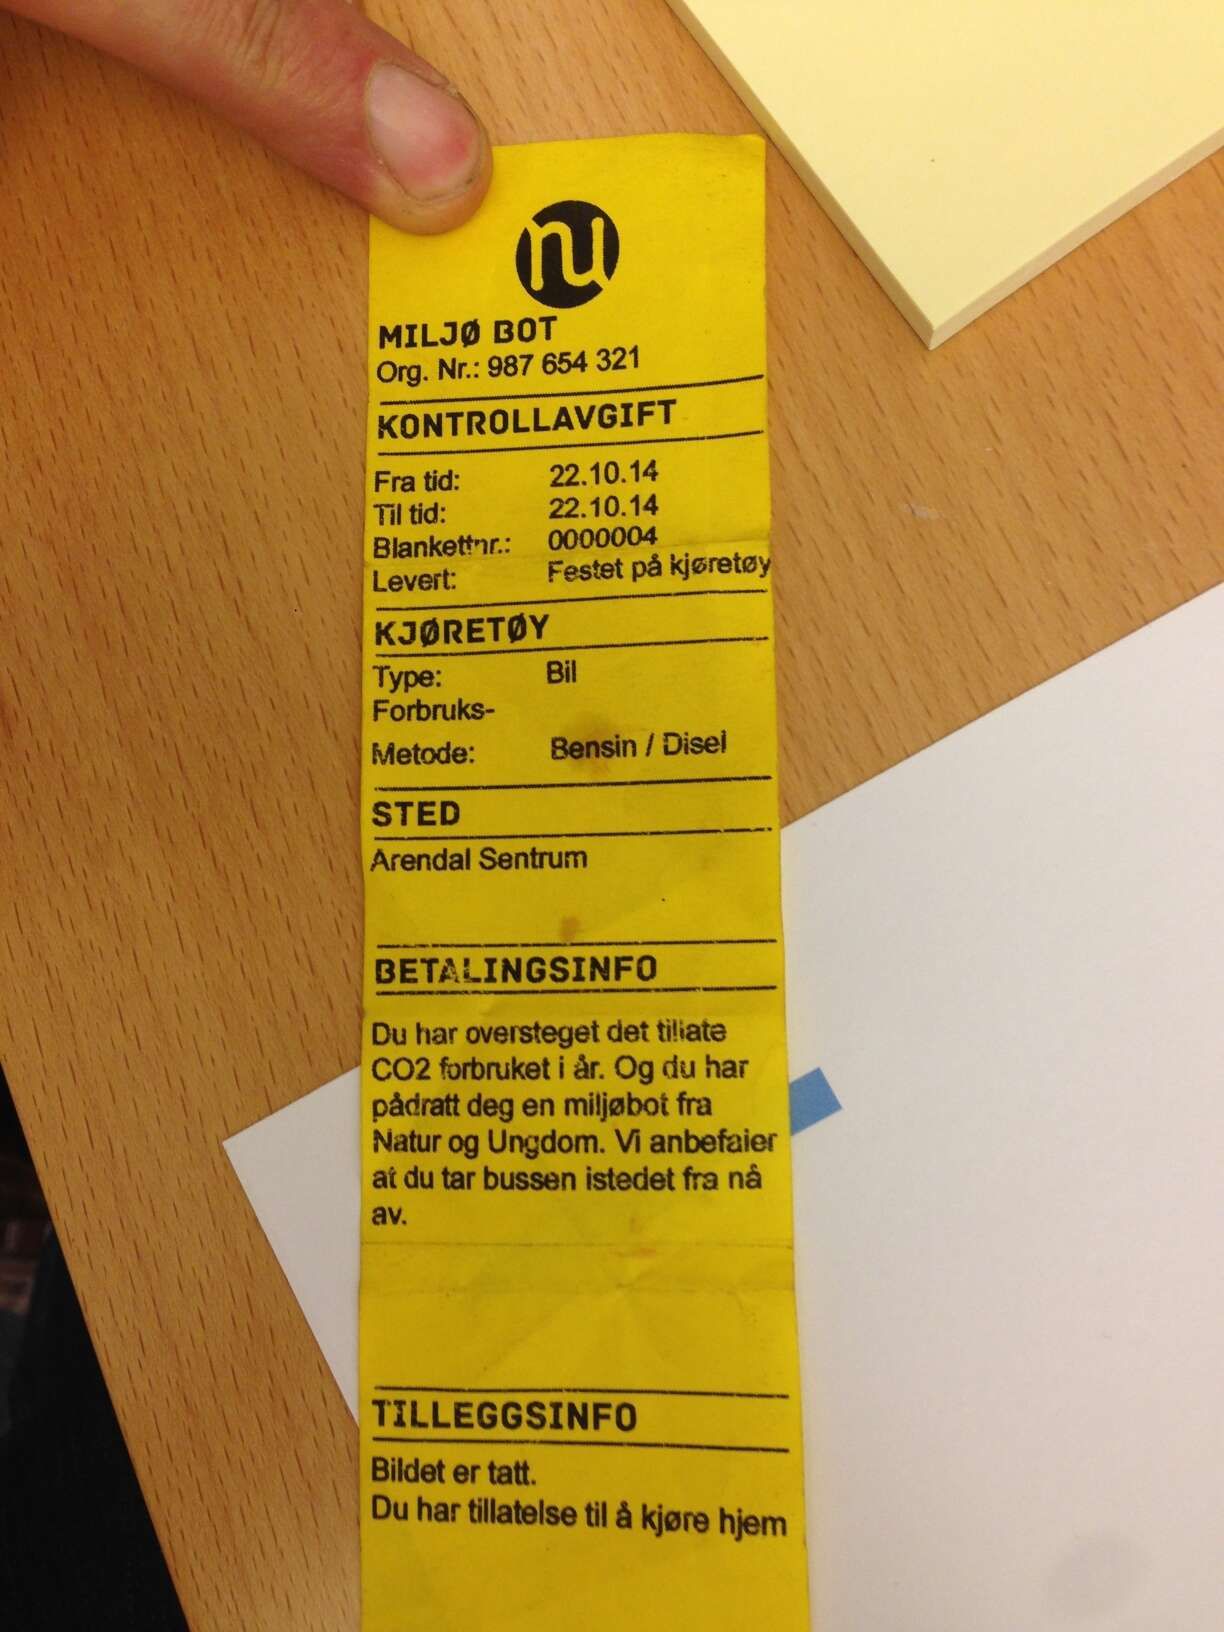 nu
MILJØ BOT
Org. Nr.: 987 654 321
KONTROLLAVGIFT
Fra tid: 22.10.14
Til tid: 22.10.14
Blankettnr.: 0000004
Levert: Festet på kjøretøy
KJØRETØY
Type: Bil
Forbruks-
Metode: Bensin / Disel
STED
Arendal Sentrum
BETALINGSINFO
Du har oversteget det tillate
CO2 forbruket i år. Og du har
pådratt deg en miljøbot fra
Natur og Ungdom. Vi anbefaler
at du tar bussen istedet fra nå
av.
TILLEGGSINFO
Bildet er tatt.
Du har tillatelse til å kjøre hjem